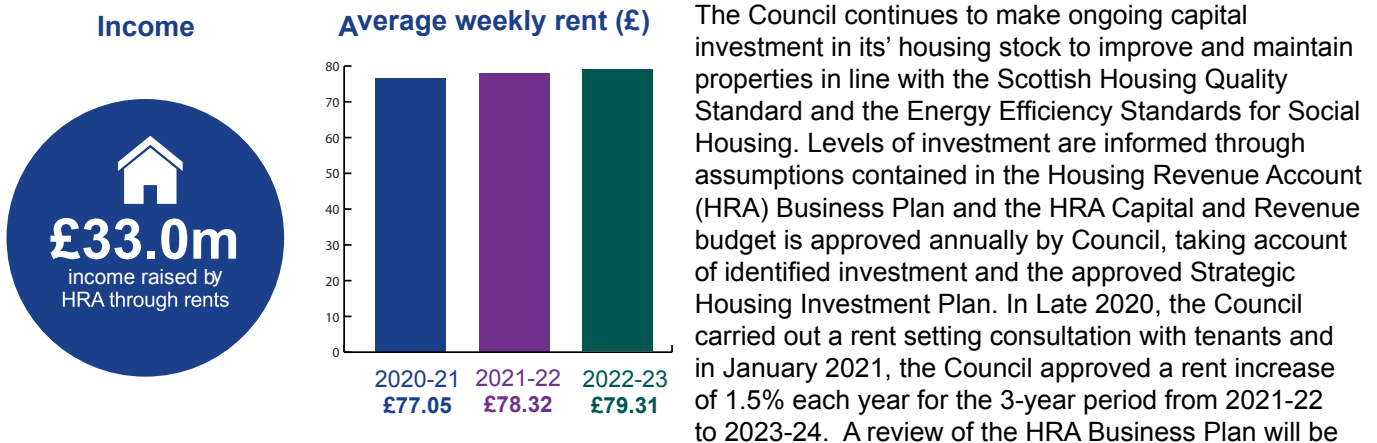 Income
£33.0m
income raised by
HRA through rents
Average weekly rent (£)
80
70
60
50
40
30
20
10
0
2020-21 2021-22 2022-23
£77.05 £78.32 £79.31
The Council continues to make ongoing capital
investment in its’ housing stock to improve and maintain
properties in line with the Scottish Housing Quality
Standard and the Energy Efficiency Standards for Social
Housing. Levels of investment are informed through
assumptions contained in the Housing Revenue Account
(HRA) Business Plan and the HRA Capital and Revenue
budget is approved annually by Council, taking account
of identified investment and the approved Strategic
Housing Investment Plan. In Late 2020, the Council
carried out a rent setting consultation with tenants and
in January 2021, the Council approved a rent increase
of 1.5% each year for the 3-year period from 2021-22
to 2023-24. A review of the HRA Business Plan will be